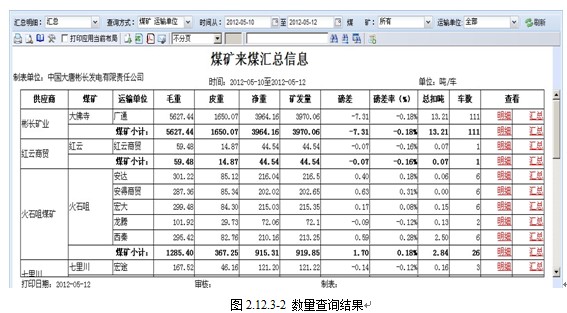 汇总明细: 汇总 查询方式: 煤矿 运输单位 时间从: 2012-05-10 至 2012-05-12 煤 矿: 所有 运输单位 全部 刷新
打印应用当前布局 不分页
煤矿来煤汇总信息
制表单位: 中国大唐彬长发电有限责任公司 时间: 2012-05-10至2012-05-12 单位: 吨/车
供应商 煤矿 运输单位 毛重 皮重 净重 矿发量 磅差 磅差率(%) 总扣吨 车数 查看
彬长矿业 大佛寺 广通 5627.44 1650.07 3964.16 3970.06 -7.31 -0.18% 13.21 111 明细 汇总
煤矿小计: 5627.44 1650.07 3964.16 3970.06 -7.31 -0.18% 13.21 111 明细 汇总
红云商贸 红云 红云商贸 59.48 14.87 44.54 44.54 -0.07 -0.16% 0.07 1 明细 汇总
煤矿小计: 59.48 14.87 44.54 44.54 -0.07 -0.16% 0.07 1 明细 汇总
火石咀煤矿 火石咀 安达 301.22 85.12 216.04 216.5 0.40 0.18% 0.06 6 明细 汇总
安得商贸 287.36 85.34 202.02 202.65 0.63 0.31% 0.00 6 明细 汇总
宏大 299.48 84.30 215.03 215.35 0.17 0.08% 0.15 6 明细 汇总
龙腾 101.92 29.73 72.06 72.1 -0.09 -0.12% 0.13 2 明细 汇总
西秦 295.42 82.76 210.16 213.25 0.59 0.28% 2.50 6 明细 汇总
煤矿小计: 1285.40 367.25 915.31 919.85 1.70 0.18% 2.84 26 明细 汇总
七里川 七里川 宏途 167.52 46.16 121.20 121.22 -0.14 -0.12% 0.16 3 明细 汇总
打印日期: 2012-05-12 审核: 制表:
图 2.12.3-2 数量查询结果